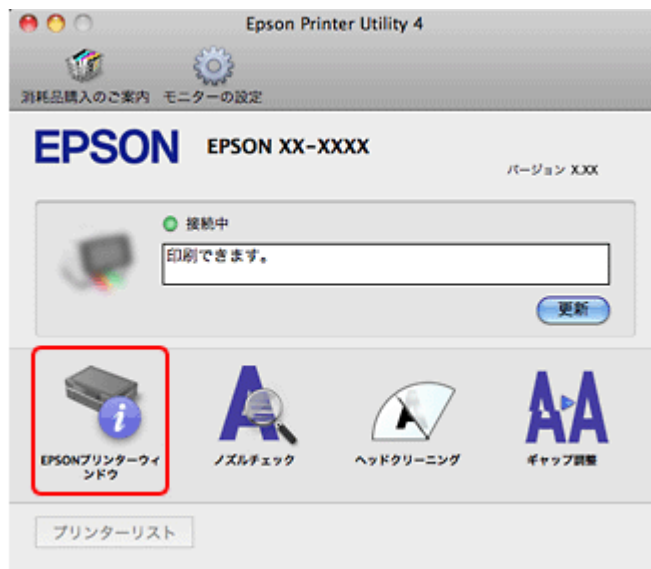 Epson Printer Utility 4
消耗品購入のご案内 モニターの設定
EPSON EPSON XX-XXXX
バージョン X.XX
接続中
印刷できます。
更新
EPSONプリンターウィ
ンドウ
ノズルチェック
ヘッドクリーニング
ギャップ調整
プリンターリスト